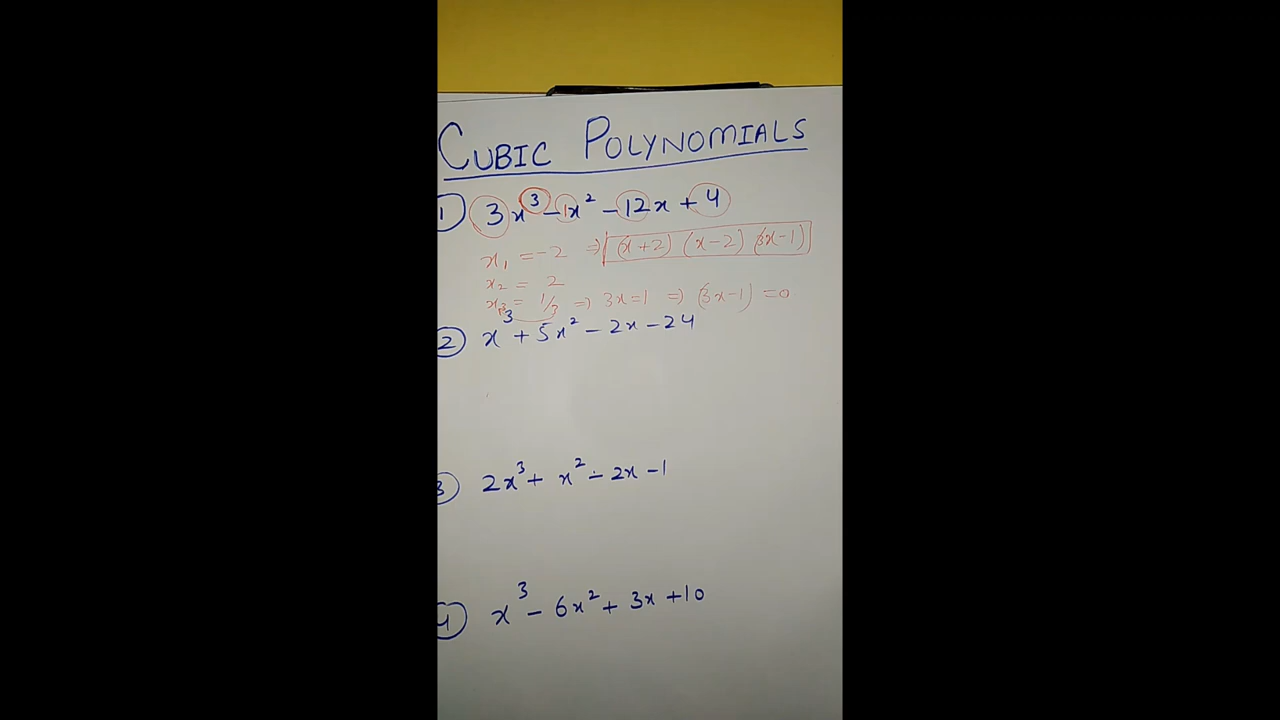 CUBIC POLYNOMIALS
1 3x³ - 1x² - 12x + 4
x₁ = -2 ⇒ (x+2) (x-2) (3x-1)
x₂ = 2
x₃ = 1/3 ⇒ 3x=1 ⇒ (3x-1) = 0
2 x³ + 5x² - 2x - 24
3 2x³ + x² - 2x - 1
4 x³ - 6x² + 3x + 10